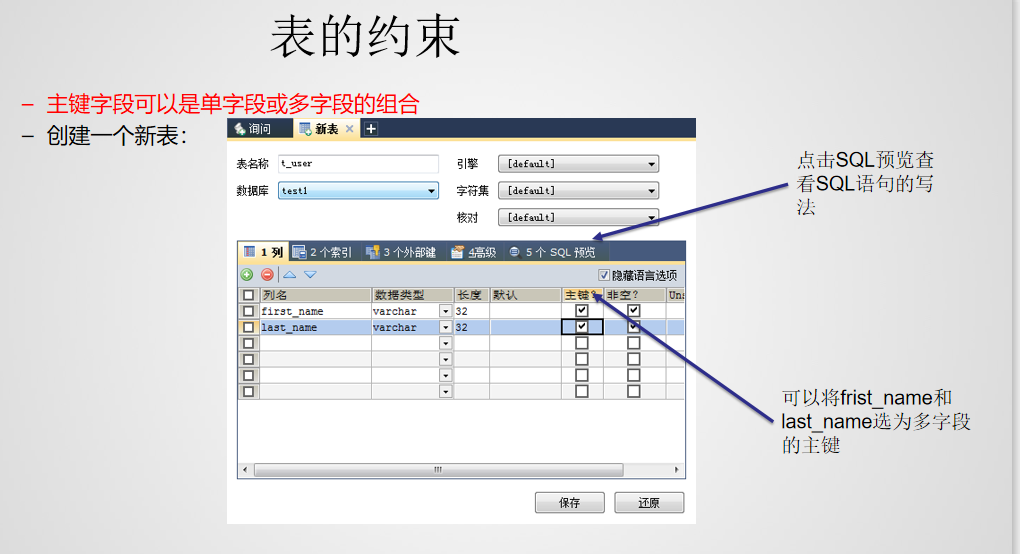 表的约束
– 主键字段可以是单字段或多字段的组合
– 创建一个新表：
询问 新表
表名称 t_user 引擎 [default]
数据库 test1 字符集 [default]
核对 [default]
1 列 2 个索引 3 个外部键 4高级 5 个 SQL 预览
隐藏语言选项
列名 数据类型 长度 默认 主键? 非空? Uns
first_name varchar 32
last_name varchar 32
保存 还原
点击SQL预览查
看SQL语句的写
法
可以将frist_name和
last_name选为多字段
的主键